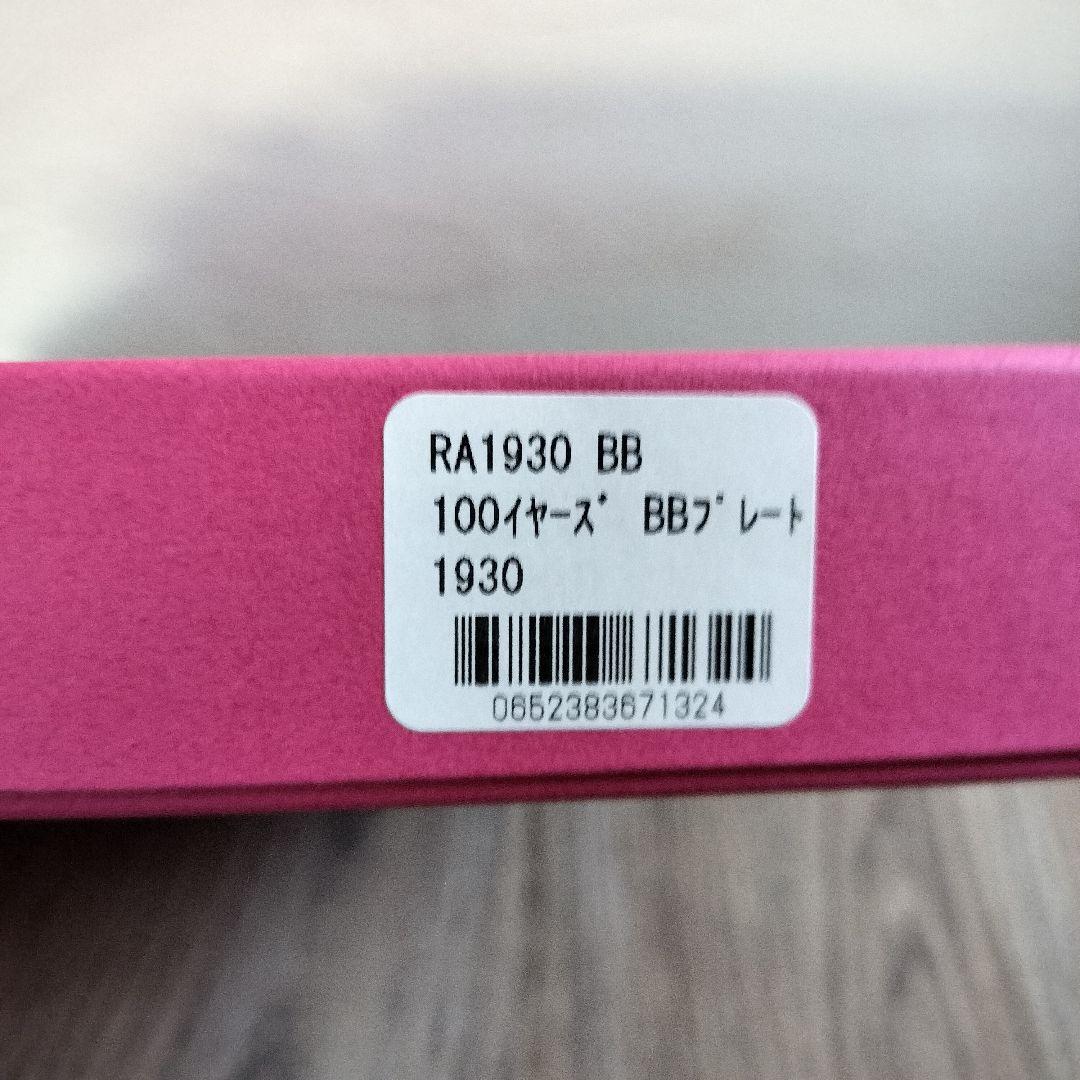 RA1930 BB
100ｲﾔｰｽﾞ BBﾌﾟﾚｰﾄ
1930
0652383671324